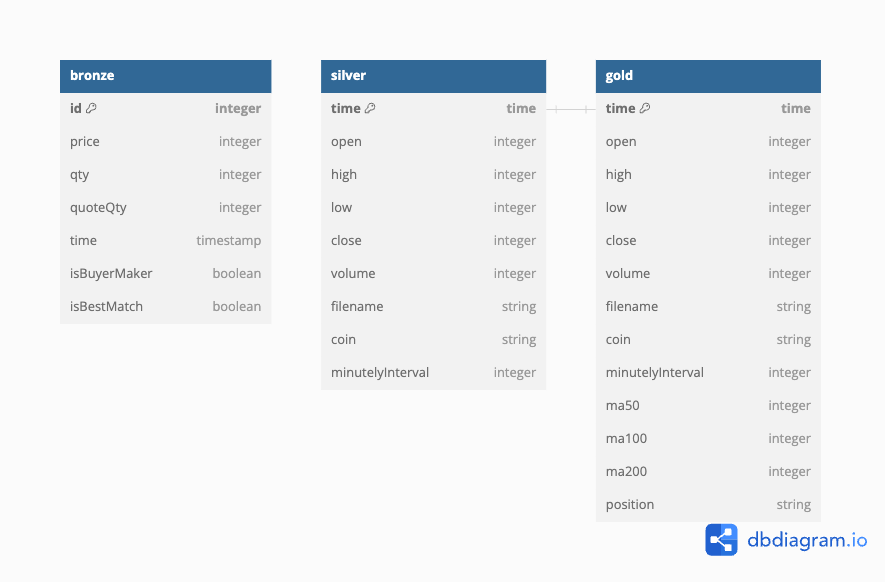 bronze
id integer
price integer
qty integer
quoteQty integer
time timestamp
isBuyerMaker boolean
isBestMatch boolean
silver
time time
open integer
high integer
low integer
close integer
volume integer
filename string
coin string
minutelyInterval integer
gold
time time
open integer
high integer
low integer
close integer
volume integer
filename string
coin string
minutelyInterval integer
ma50 integer
ma100 integer
ma200 integer
position string
dbdiagram.io